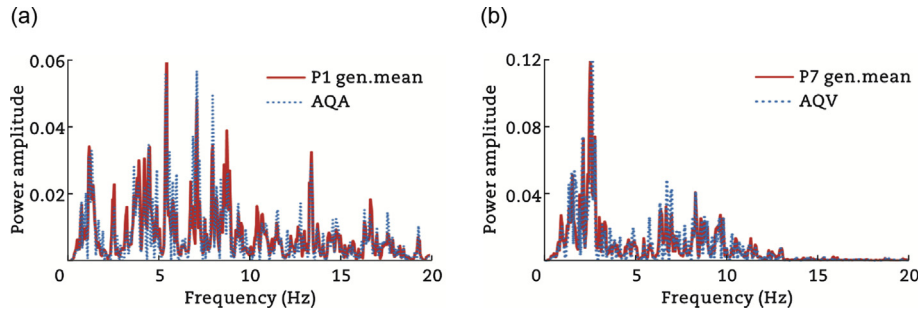 (a)
(b)
0.06
0.04
0.02
0
5
10
15
20
Power amplitude
Frequency (Hz)
P1 gen.mean
AQA
0.12
0.08
0.04
0
5
10
15
20
Power amplitude
Frequency (Hz)
P7 gen.mean
AQV